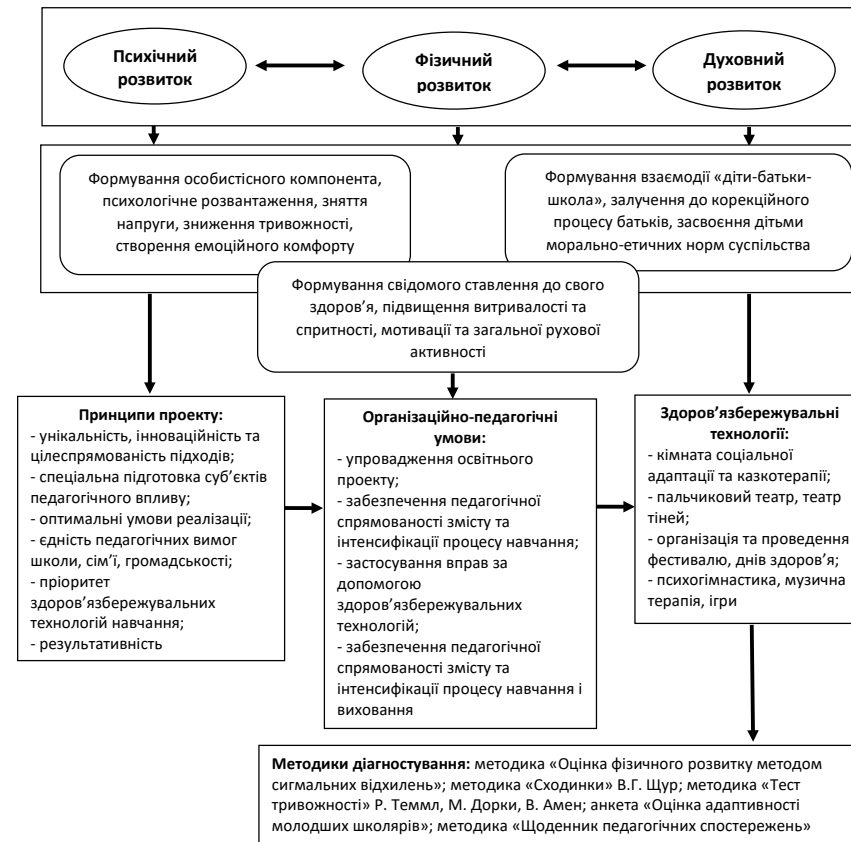 Психічний
розвиток
Фізичний
розвиток
Духовний
розвиток
Формування особистісного компонента,
психологічне розвантаження, зняття
напруги, зниження тривожності,
створення емоційного комфорту
Формування взаємодії «діти-батьки-
школа», залучення до корекційного
процесу батьків, засвоєння дітьми
морально-етичних норм суспільства
Формування свідомого ставлення до свого
здоров’я, підвищення витривалості та
спритності, мотивації та загальної рухової
активності
Принципи проекту:
- унікальність, інноваційність та
цілеспрямованість підходів;
- спеціальна підготовка суб’єктів
педагогічного впливу;
- оптимальні умови реалізації;
- єдність педагогічних вимог
школи, сім’ї, громадськості;
- пріоритет
здоров'язбережувальних
технологій навчання;
- результативність
Організаційно-педагогічні
умови:
- упровадження освітнього
проекту;
- забезпечення педагогічної
спрямованості змісту та
інтенсифікації процесу навчання;
- застосування вправ за
допомогою
здоров'язбережувальних
технологій;
- забезпечення педагогічної
спрямованості змісту та
інтенсифікації процесу навчання і
виховання
Здоров’язбережувальні
технології:
- кімната соціальної
адаптації та казкотерапії;
- пальчиковий театр, театр
тіней;
- організація та проведення
фестивалю, днів здоров’я;
- психогімнастика, музична
терапія, ігри
Методики діагностування: методика «Оцінка фізичного розвитку методом
сигмальних відхилень»; методика «Сходинки» В.Г. Щур; методика «Тест
тривожності» Р. Теммл, М. Дорки, В. Амен; анкета «Оцінка адаптивності
молодших школярів»; методика «Щоденник педагогічних спостережень»